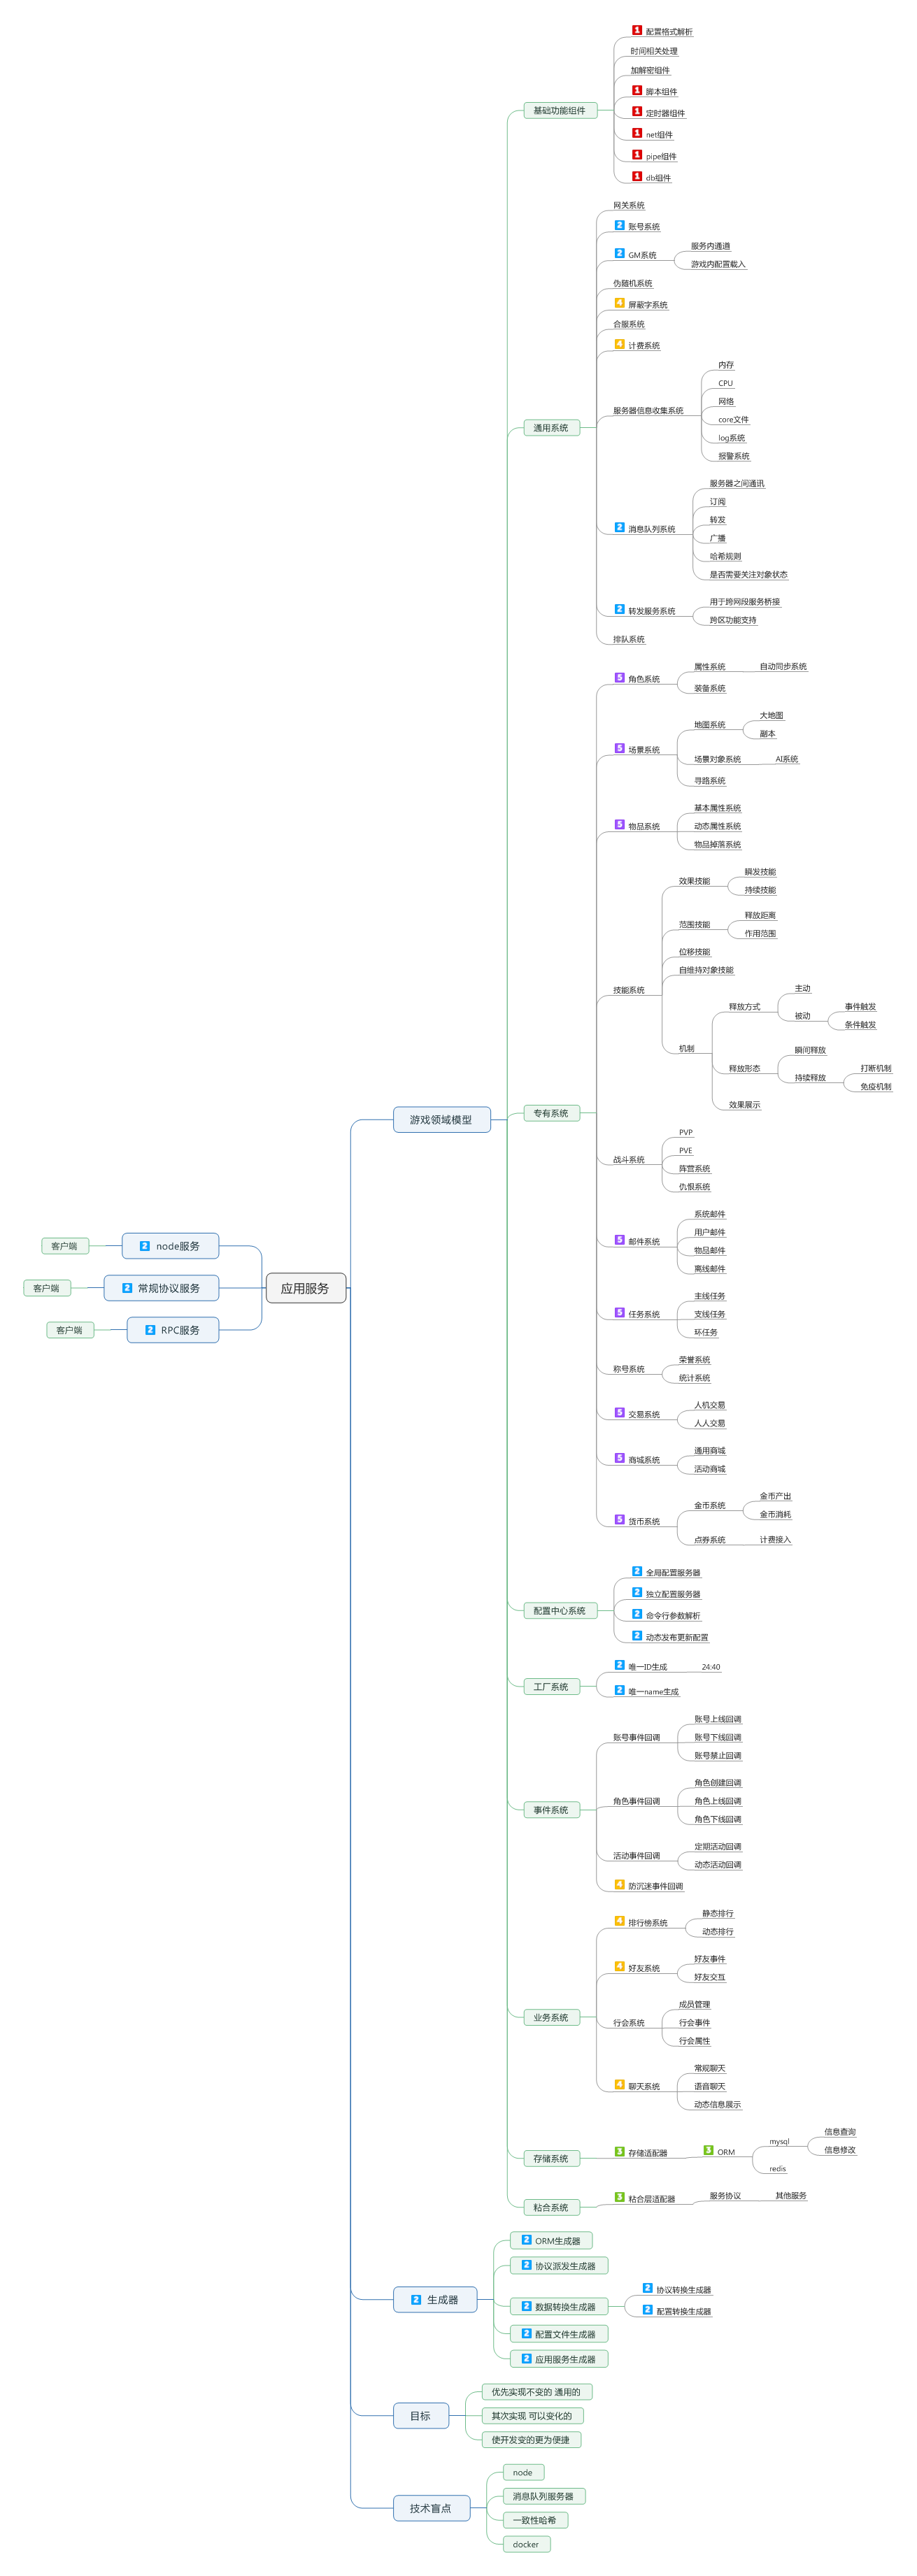 应用服务
2 node服务
客户端
2 常规协议服务
客户端
2 RPC服务
客户端
游戏领域模型
基础功能组件
1 配置格式解析
时间相关处理
加解密组件
1 脚本组件
1 定时器组件
1 net组件
1 pipe组件
1 db组件
通用系统
网关系统
2 账号系统
2 GM系统
服务内通道
游戏内配置载入
伪随机系统
4 屏蔽字系统
合服系统
4 计费系统
服务器信息收集系统
内存
CPU
网络
core文件
log系统
报警系统
2 消息队列系统
服务器之间通讯
订阅
转发
广播
哈希规则
是否需要关注对象状态
2 转发服务系统
用于跨网段服务桥接
跨区功能支持
排队系统
专有系统
5 角色系统
属性系统
自动同步系统
装备系统
5 场景系统
地图系统
大地图
副本
场景对象系统
AI系统
寻路系统
5 物品系统
基本属性系统
动态属性系统
物品掉落系统
技能系统
效果技能
瞬发技能
持续技能
范围技能
释放距离
作用范围
位移技能
自维持对象技能
机制
释放方式
主动
被动
事件触发
条件触发
释放形态
瞬间释放
持续释放
打断机制
免疫机制
效果展示
战斗系统
PVP
PVE
阵营系统
仇恨系统
5 邮件系统
系统邮件
用户邮件
物品邮件
离线邮件
5 任务系统
主线任务
支线任务
环任务
称号系统
荣誉系统
统计系统
5 交易系统
人机交易
人人交易
5 商城系统
通用商城
活动商城
5 货币系统
金币系统
金币产出
金币消耗
点券系统
计费接入
配置中心系统
2 全局配置服务器
2 独立配置服务器
2 命令行参数解析
2 动态发布更新配置
工厂系统
2 唯一ID生成
24:40
2 唯一name生成
事件系统
账号事件回调
账号上线回调
账号下线回调
账号禁止回调
角色事件回调
角色创建回调
角色上线回调
角色下线回调
活动事件回调
定期活动回调
动态活动回调
4 防沉迷事件回调
业务系统
4 排行榜系统
静态排行
动态排行
4 好友系统
好友事件
好友交互
行会系统
成员管理
行会事件
行会属性
4 聊天系统
常规聊天
语音聊天
动态信息展示
存储系统
3 存储适配器
3 ORM
mysql
信息查询
信息修改
redis
粘合系统
3 粘合层适配器
服务协议
其他服务
2 生成器
2 ORM生成器
2 协议派发生成器
2 数据转换生成器
2 协议转换生成器
2 配置转换生成器
2 配置文件生成器
2 应用服务生成器
目标
优先实现不变的 通用的
其次实现 可以变化的
使开发变的更为便捷
技术盲点
node
消息队列服务器
一致性哈希
docker